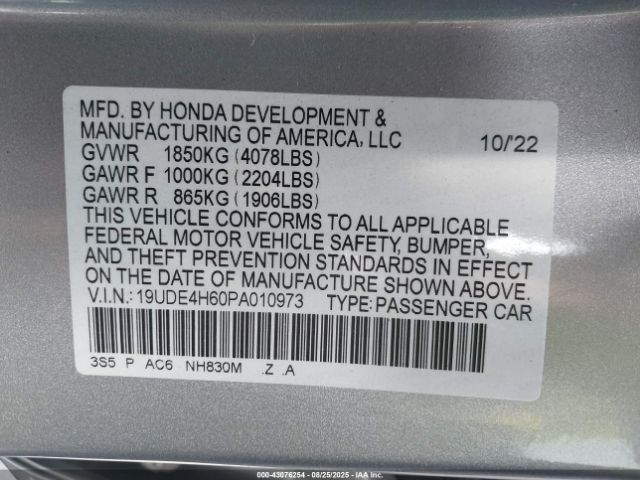 MFD. BY HONDA DEVELOPMENT &
MANUFACTURING OF AMERICA, LLC 10/'22
GVWR 1850KG (4078LBS)
GAWR F 1000KG (2204LBS)
GAWR R 865KG (1906LBS)
THIS VEHICLE CONFORMS TO ALL APPLICABLE
FEDERAL MOTOR VEHICLE SAFETY, BUMPER,
AND THEFT PREVENTION STANDARDS IN EFFECT
ON THE DATE OF MANUFACTURE SHOWN ABOVE.
V.I.N.: 19UDE4H60PA010973 TYPE: PASSENGER CAR
3S5 P AC6 NH830M .Z .A
000-43076254 - 08/25/2025 - IAAI.COM